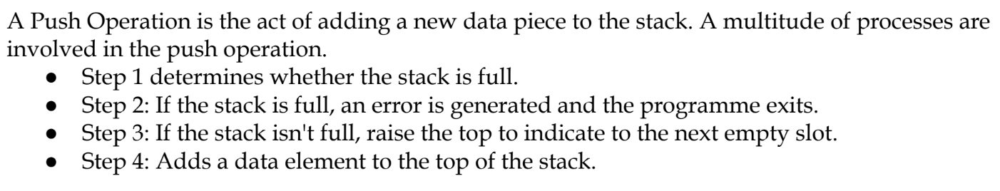 A Push Operation is the act of adding a new data piece to the stack. A multitude of processes are
involved in the push operation.
● Step 1 determines whether the stack is full.
● Step 2: If the stack is full, an error is generated and the programme exits.
● Step 3: If the stack isn't full, raise the top to indicate to the next empty slot.
● Step 4: Adds a data element to the top of the stack.